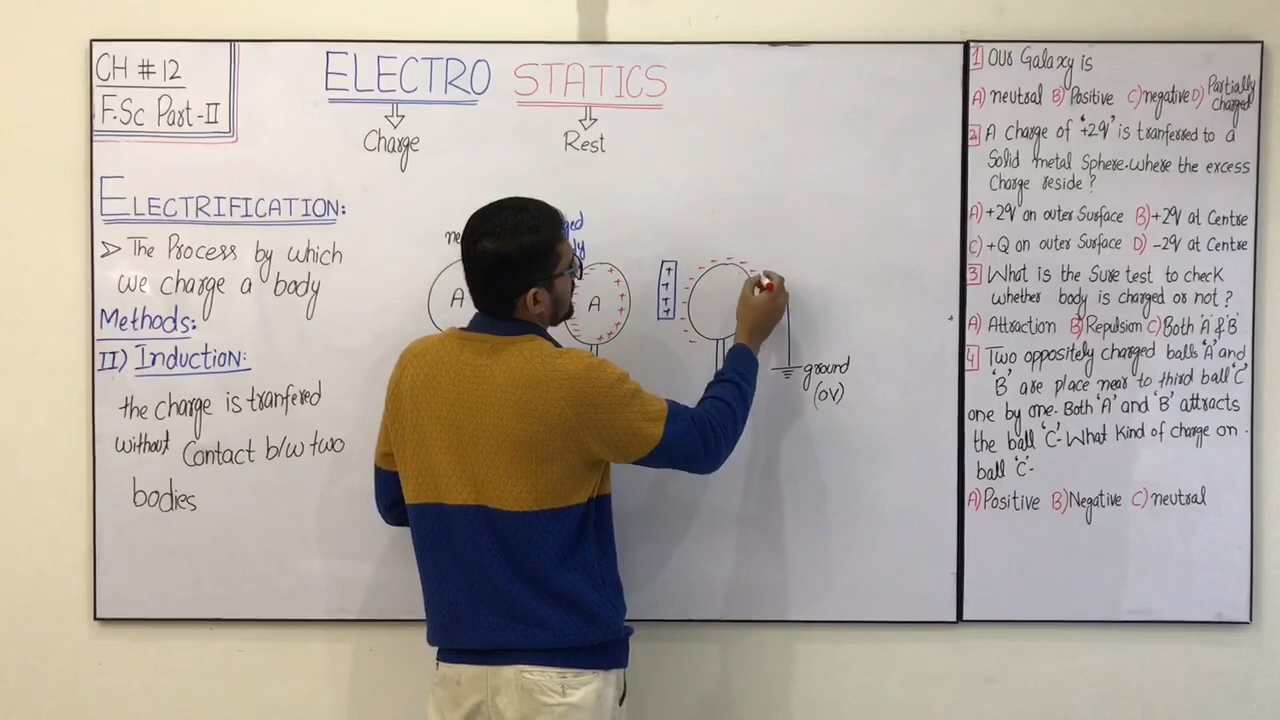 CH # 12
F.Sc Part-II
ELECTRO STATICS
Charge
Rest
ELECTRIFICATION:
➢ The Process by which
we charge a body
Methods:
II) Induction:
the charge is tranfered
without Contact b/w two
bodies
A
A
ground
(0V)
1 Our Galaxy is
A) neutral B) Positive C) negative D) Partially charged
2 A charge of '+2q' is tranferred to a
Solid metal Sphere. Where the excess
Charge reside ?
A) +2q on outer Surface B) +2q at Centre
C) +Q on outer Surface D) -2q at Centre
3 What is the Sure test to check
whether body is charged or not ?
A) Attraction B) Repulsion C) Both 'A' & 'B'
4 Two oppositely charged balls 'A' and
'B' are place near to third ball 'C'
one by one. Both 'A' and 'B' attracts
the ball 'C'. What Kind of charge on
ball 'C'-
A) Positive B) Negative C) neutral